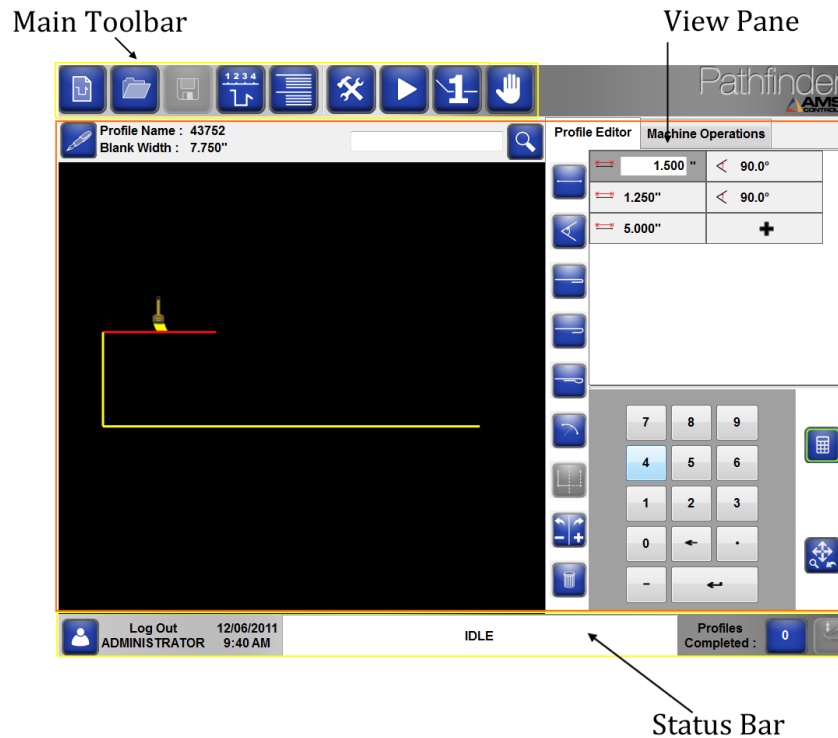 Main Toolbar
View Pane
1 2 3 4
1
Pathfinder
AMS
CONTROLS
Profile Name : 43752
Blank Width : 7.750"
Profile Editor
Machine Operations
1.500 "
90.0°
1.250"
90.0°
5.000"
7 8 9
4 5 6
1 2 3
0 .
-
Log Out
ADMINISTRATOR
12/06/2011
9:40 AM
IDLE
Profiles
Completed :
0
Status Bar